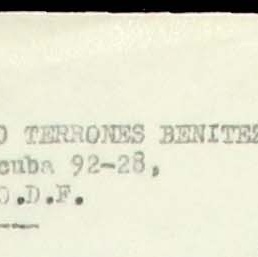 O TERRONES BENITEZ
cuba 92-28,
O.D.F.